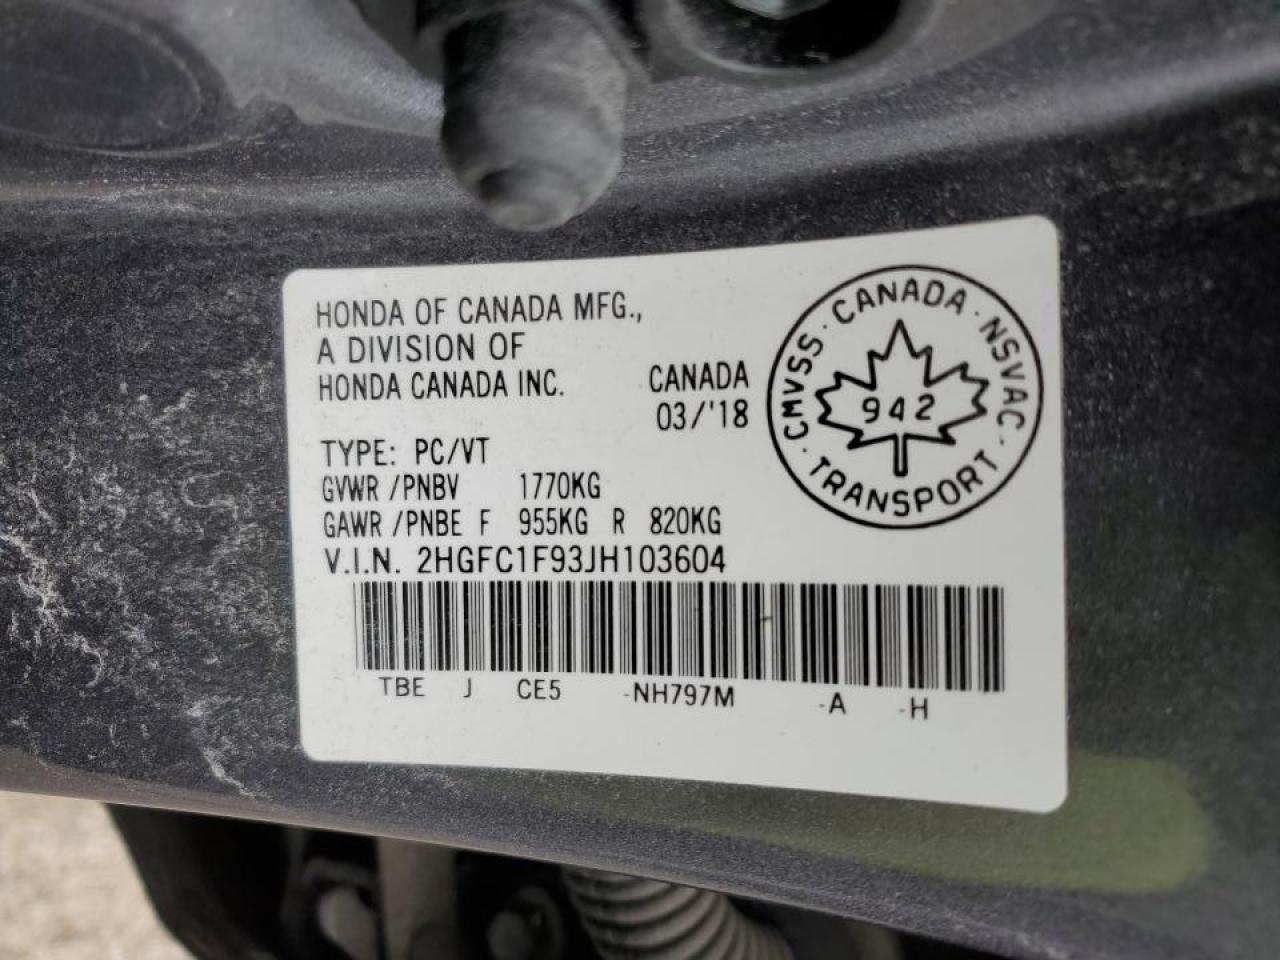 HONDA OF CANADA MFG.,
A DIVISION OF
HONDA CANADA INC.
CANADA
03/'18
TYPE: PC/VT
GVWR /PNBV 1770KG
GAWR /PNBE F 955KG R 820KG
V.I.N. 2HGFC1F93JH103604
TBE J CE5 -NH797M -A -H
CMVSS · CANADA · NSVAC · TRANSPORT ·
942